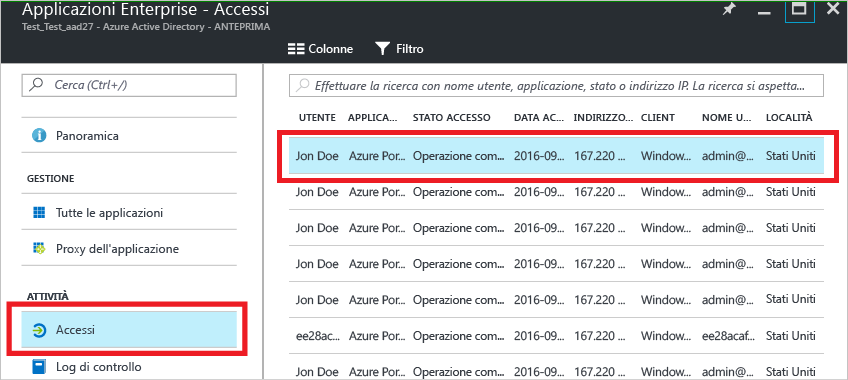 Applicazioni Enterprise - Accessi
Test_Test_aad27 - Azure Active Directory - ANTEPRIMA
Colonne Filtro
Cerca (Ctrl+/)
Panoramica
GESTIONE
Tutte le applicazioni
Proxy dell'applicazione
ATTIVITÀ
Accessi
Log di controllo
Effettuare la ricerca con nome utente, applicazione, stato o indirizzo IP. La ricerca si aspetta...
UTENTE APPLICA... STATO ACCESSO DATA AC... INDIRIZZO... CLIENT NOME U... LOCALITÀ
Jon Doe Azure Por... Operazione com... 2016-09... 167.220 ... Window... admin@... Stati Uniti
Jon Doe Azure Por... Operazione com... 2016-09... 167.220 ... Window... admin@... Stati Uniti
Jon Doe Azure Por... Operazione com... 2016-09... 167.220 ... Window... admin@... Stati Uniti
Jon Doe Azure Por... Operazione com... 2016-09... 167.220 ... Window... admin@... Stati Uniti
Jon Doe Azure Por... Operazione com... 2016-09... 167.220 ... Window... admin@... Stati Uniti
ee28ac... Azure Por... Operazione com... 2016-09... 167.220 ... Window... ee28acaf... Stati Uniti
Jon Doe Azure Por... Operazione com... 2016-09... 167.220 ... Window... admin@... Stati Uniti